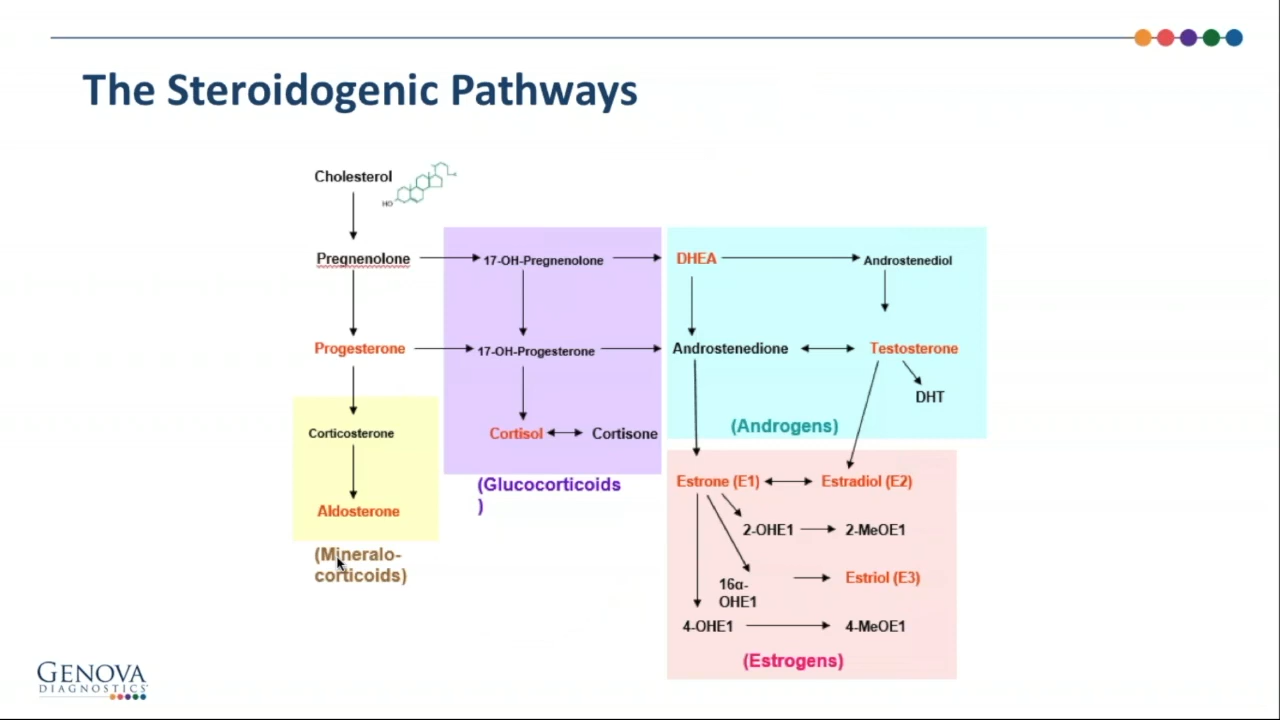 The Steroidogenic Pathways
Cholesterol
HO
Pregnenolone
17-OH-Pregnenolone
DHEA
Androstenediol
Progesterone
17-OH-Progesterone
Androstenedione
Testosterone
DHT
(Androgens)
Corticosterone
Cortisol
Cortisone
Aldosterone
(Glucocorticoids
)
(Mineralo-
corticoids)
Estrone (E1)
Estradiol (E2)
2-OHE1
2-MeOE1
16α-
OHE1
Estriol (E3)
4-OHE1
4-MeOE1
(Estrogens)
GENOVA
DIAGNOSTICS